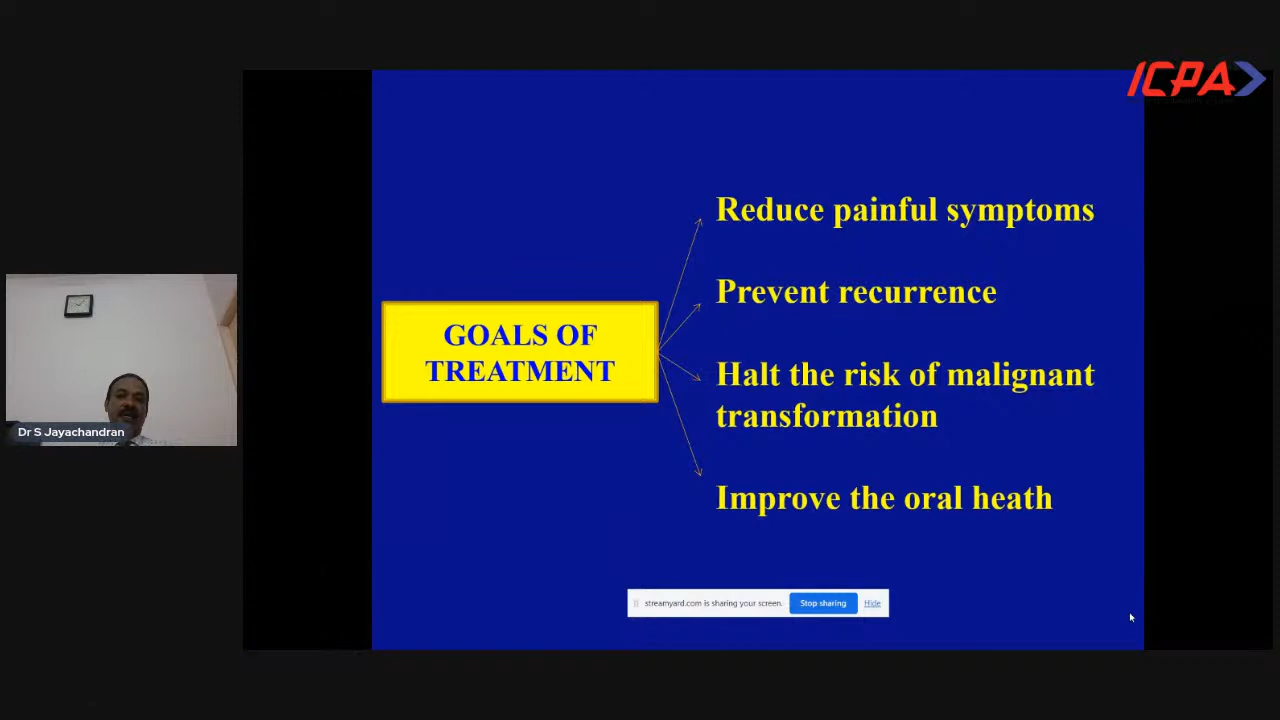 ICPA
Reduce painful symptoms
Prevent recurrence
GOALS OF
TREATMENT
Halt the risk of malignant
transformation
Improve the oral heath
Dr S Jayachandran
streamyard.com is sharing your screen.
Stop sharing
Hide